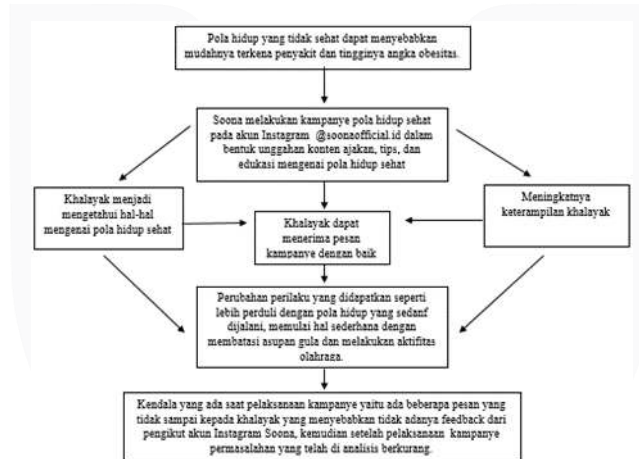 Pola hidup yang tidak sehat dapat menyebabkan
mudahnya terkena penyakit dan tingginya angka obesitas.
Soona melakukan kampanye pola hidup sehat
pada akun Instagram @soonaofficial.id dalam
bentuk unggahan konten ajakan, tips, dan
edukasi mengenai pola hidup sehat
Khalayak menjadi
mengetahui hal-hal
mengenai pola hidup sehat
Khalayak dapat
menerima pesan
kampanye dengan baik
Meningkatnya
keterampilan khalayak
Perubahan perilaku yang didapatkan seperti
lebih perduli dengan pola hidup yang sedanf
dijalani, memulai hal sederhana dengan
membatasi asupan gula dan melakukan aktifitas
olahraga.
Kendala yang ada saat pelaksanaan kampanye yaitu ada beberapa pesan yang
tidak sampai kepada khalayak yang menyebabkan tidak adanya feedback dari
pengikut akun Instagram Soona, kemudian setelah pelaksanaan kampanye
permasalahan yang telah di analisis berkurang.